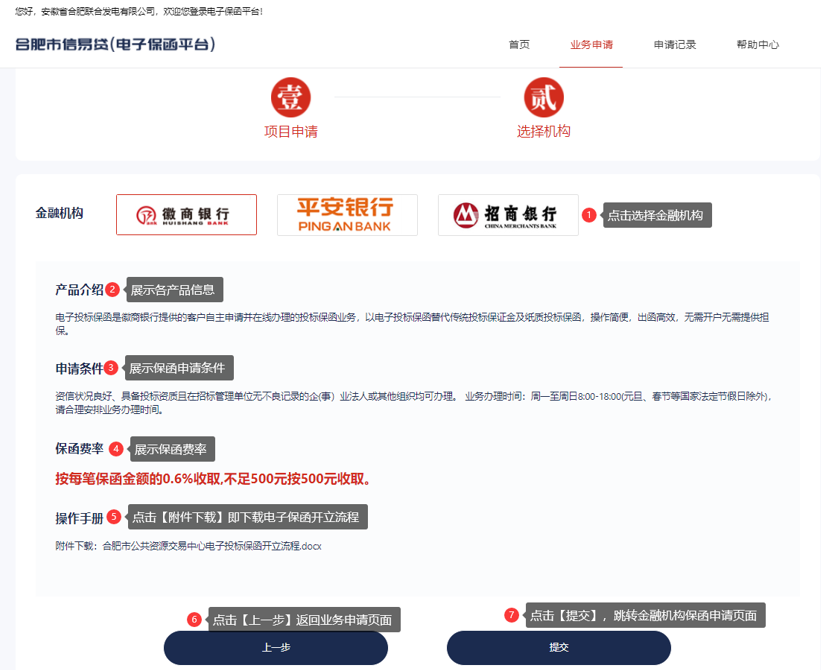 您好，安徽省合肥联合发电有限公司，欢迎您登录电子保函平台！
合肥市信易贷(电子保函平台)
首页
业务申请
申请记录
帮助中心
壹
贰
项目申请
选择机构
金融机构
徽商银行
HUISHANG BANK
平安银行
PINGAN BANK
招商银行
CHINA MERCHANTS BANK
1 点击选择金融机构
产品介绍 2 展示各产品信息
电子投标保函是徽商银行提供的客户自主申请并在线办理的投标保函业务，以电子投标保函替代传统投标保证金及纸质投标保函，操作简便，出函高效，无需开户无需提供担
保。
申请条件 3 展示保函申请条件
资信状况良好、具备投标资质且在招标管理单位无不良记录的企(事）业法人或其他组织均可办理。 业务办理时间：周一至周日8:00-18:00(元旦、春节等国家法定节假日除外)，
请合理安排业务办理时间。
保函费率 4 展示保函费率
按每笔保函金额的0.6%收取,不足500元按500元收取。
操作手册 5 点击【附件下载】即下载电子保函开立流程
附件下载：合肥市公共资源交易中心电子投标保函开立流程.docx
6 点击【上一步】返回业务申请页面
7 点击【提交】，跳转金融机构保函申请页面
上一步
提交